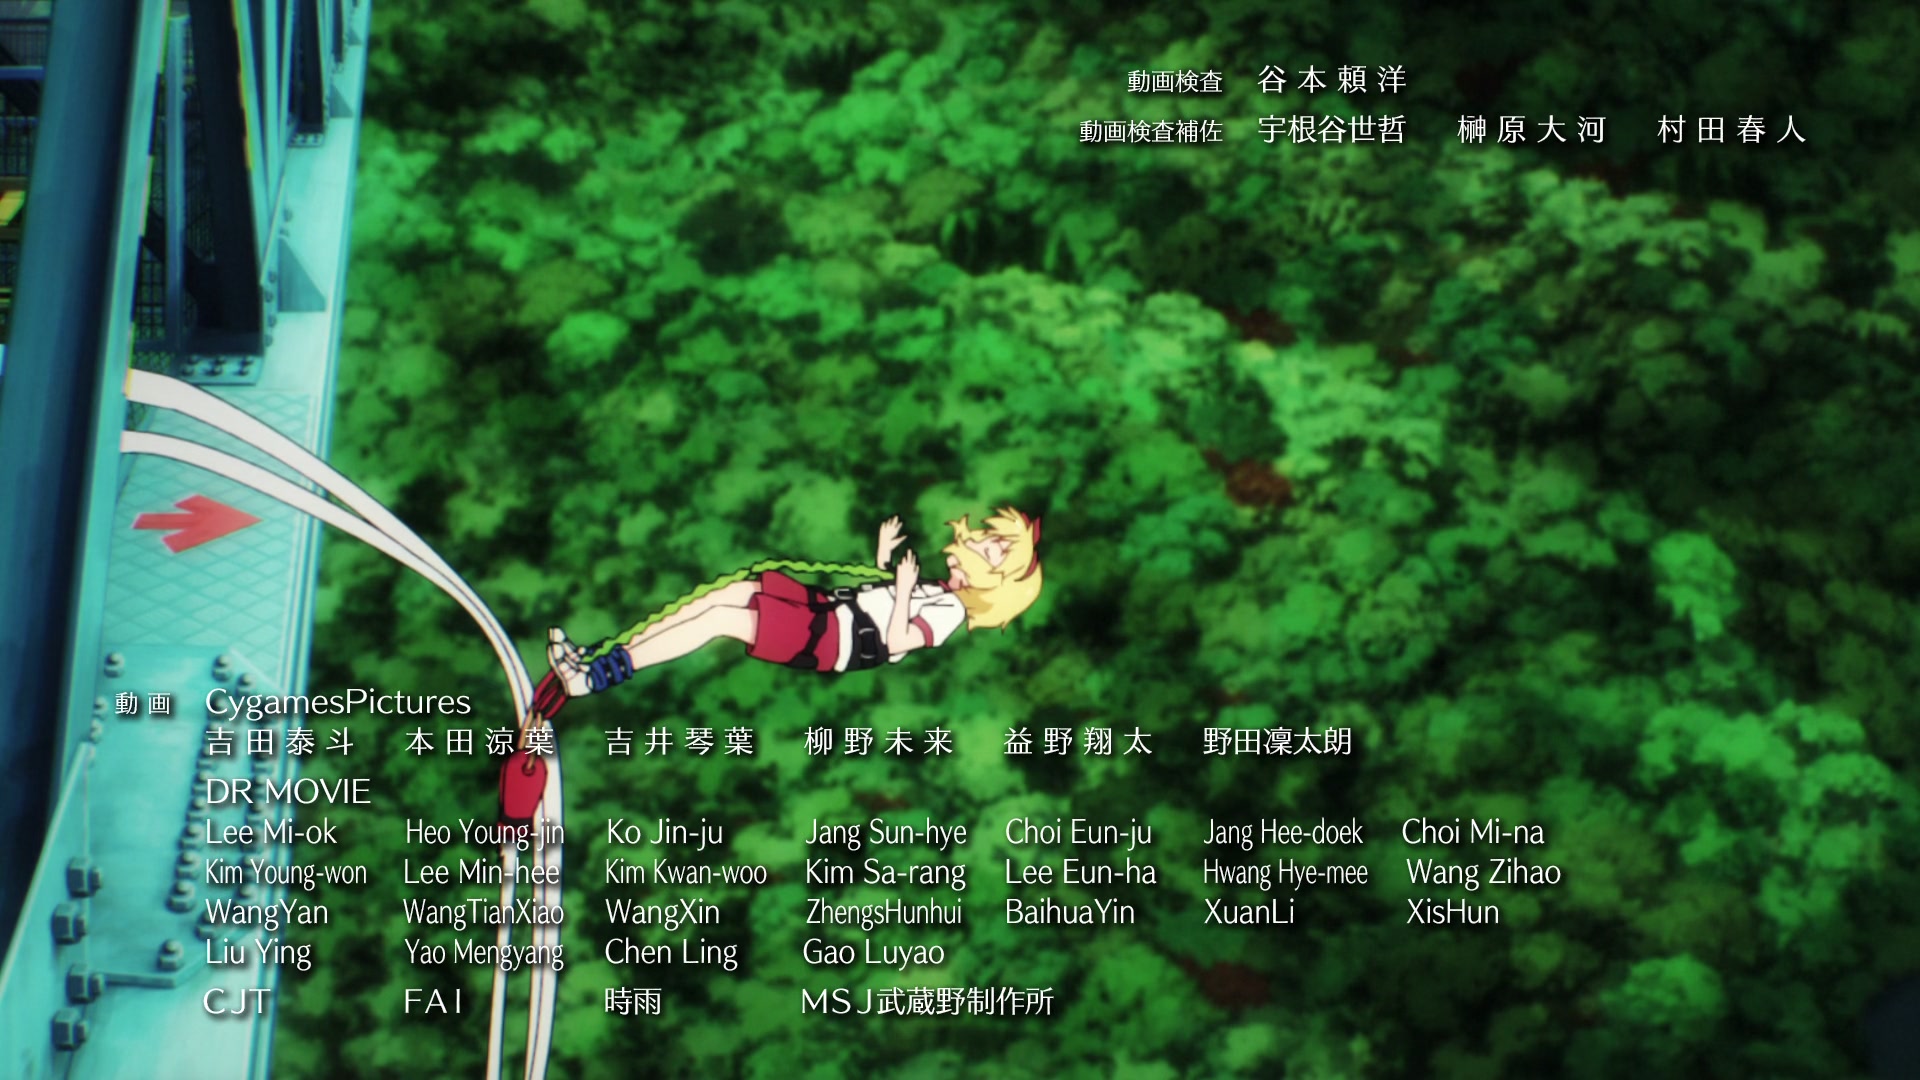 動画検査 谷本頼洋
動画検査補佐 宇根谷世哲 榊原大河 村田春人
動画 CygamesPictures
吉田泰斗 本田涼葉 吉井琴葉 柳野未来 益野翔太 野田凜太朗
DR MOVIE
Lee Mi-ok Heo Young-jin Ko Jin-ju Jang Sun-hye Choi Eun-ju Jang Hee-doek Choi Mi-na
Kim Young-won Lee Min-hee Kim Kwan-woo Kim Sa-rang Lee Eun-ha Hwang Hye-mee Wang Zihao
WangYan WangTianXiao WangXin ZhengsHunhui BaihuaYin XuanLi XisHun
Liu Ying Yao Mengyang Chen Ling Gao Luyao
CJT FAI 時雨 MSJ武蔵野制作所